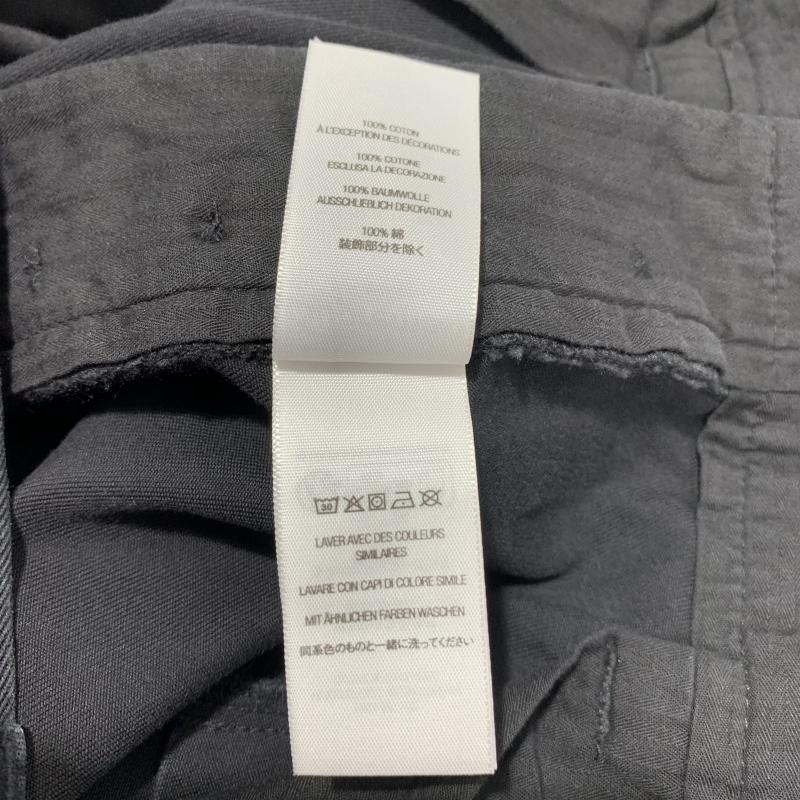 100% COTON
À L'EXCEPTION DES DÉCORATIONS
100% COTONE
ESCLUSA LA DECORAZIONE
100% BAUMWOLLE
AUSSCHLIEßLICH DEKORATION
100% 綿
装飾部分を除く
30
LAVER AVEC DES COULEURS
SIMILAIRES
LAVARE CON CAPI DI COLORE SIMILE
MIT ÄHNLICHEN FARBEN WASCHEN
同系色のものと一緒に洗ってください